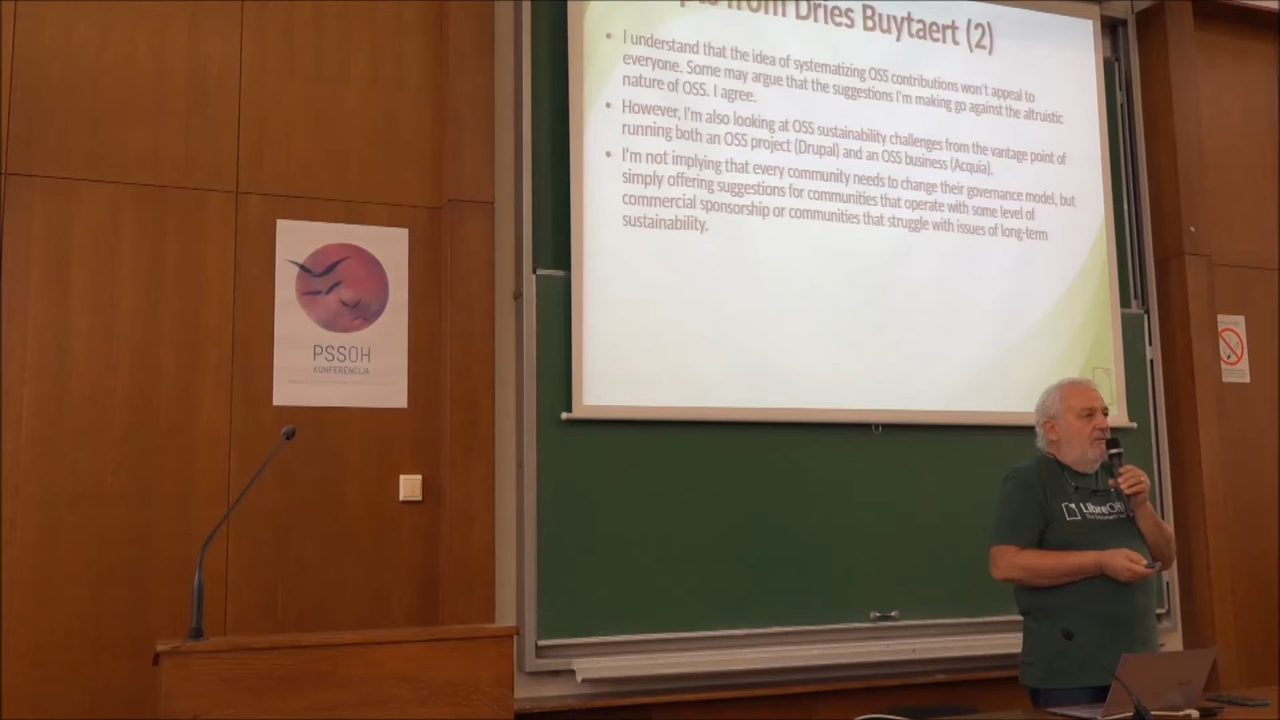 from Dries Buytaert (2)
• I understand that the idea of systematizing OSS contributions won't appeal to
everyone. Some may argue that the suggestions I'm making go against the altruistic
nature of OSS. I agree.
• However, I'm also looking at OSS sustainability challenges from the vantage point of
running both an OSS project (Drupal) and an OSS business (Acquia).
• I'm not implying that every community needs to change their governance model, but
simply offering suggestions for communities that operate with some level of
commercial sponsorship or communities that struggle with issues of long-term
sustainability.
PSSOH
KONFERENCIJA
LibreOffi